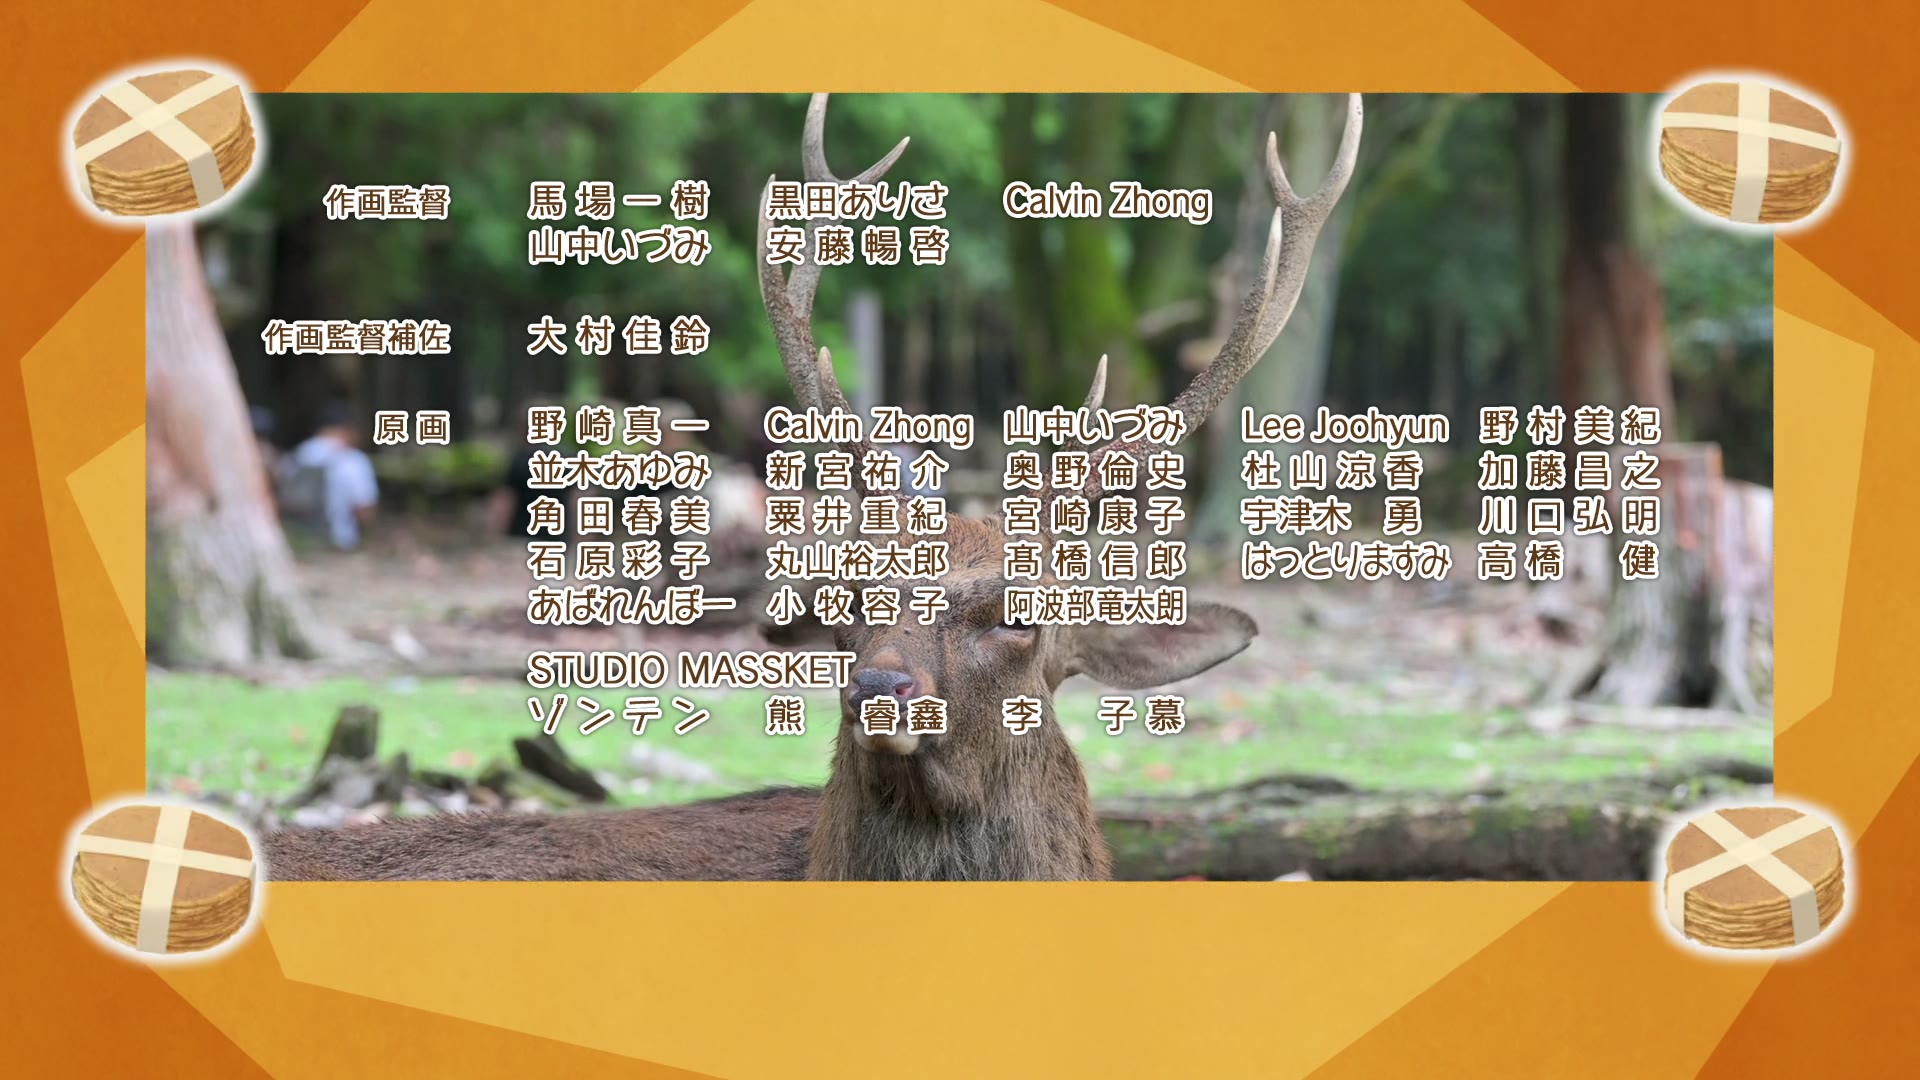 作画監督 馬場一樹 黒田ありさ Calvin Zhong
山中いづみ 安藤暢啓
作画監督補佐 大村佳鈴
原画 野崎真一 Calvin Zhong 山中いづみ Lee Joohyun 野村美紀
並木あゆみ 新宮祐介 奥野倫史 杜山涼香 加藤昌之
角田春美 粟井重紀 宮崎康子 宇津木 勇 川口弘明
石原彩子 丸山裕太郎 髙橋信郎 はっとりますみ 高橋 健
あばれんぼー 小牧容子 阿波部竜太朗
STUDIO MASSKET
ゾンテン 熊 睿鑫 李 子慕